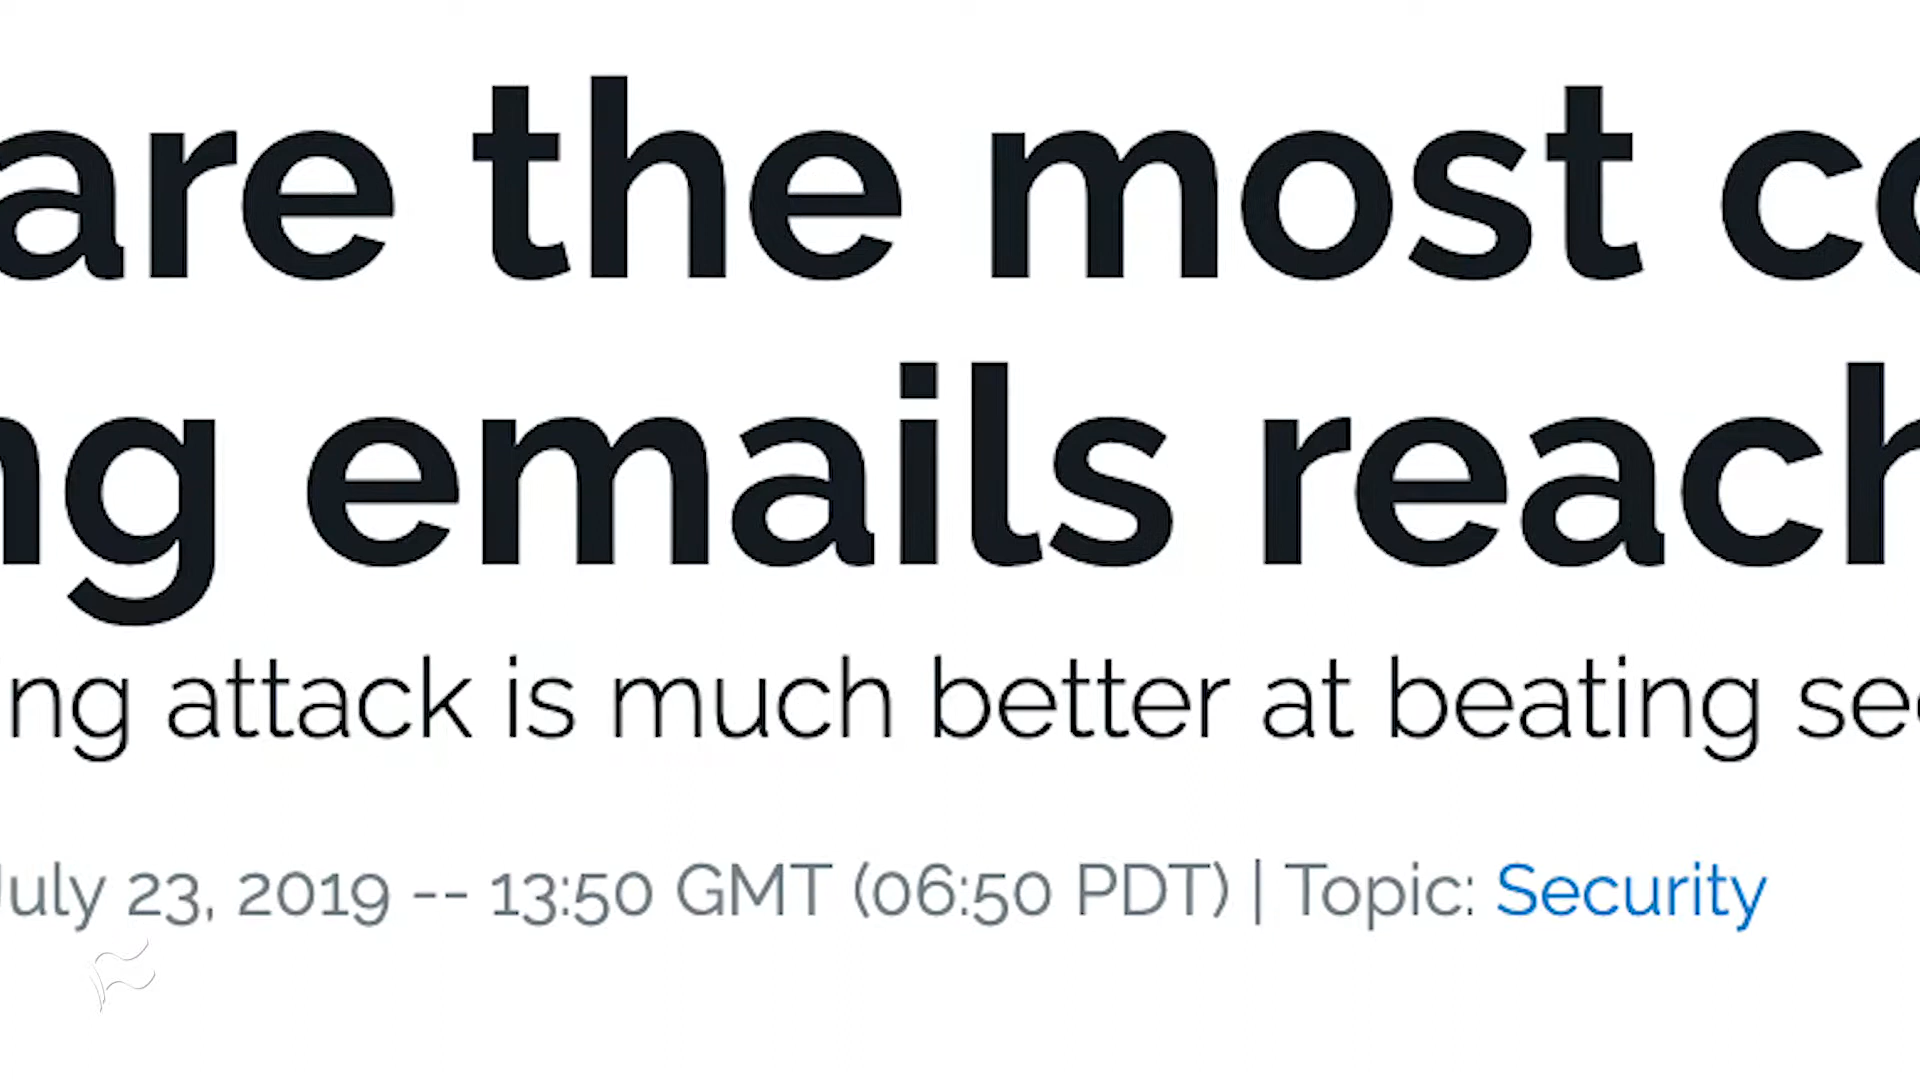 are the most co
ng emails reach
ing attack is much better at beating sec
July 23, 2019 -- 13:50 GMT (06:50 PDT) | Topic: Security